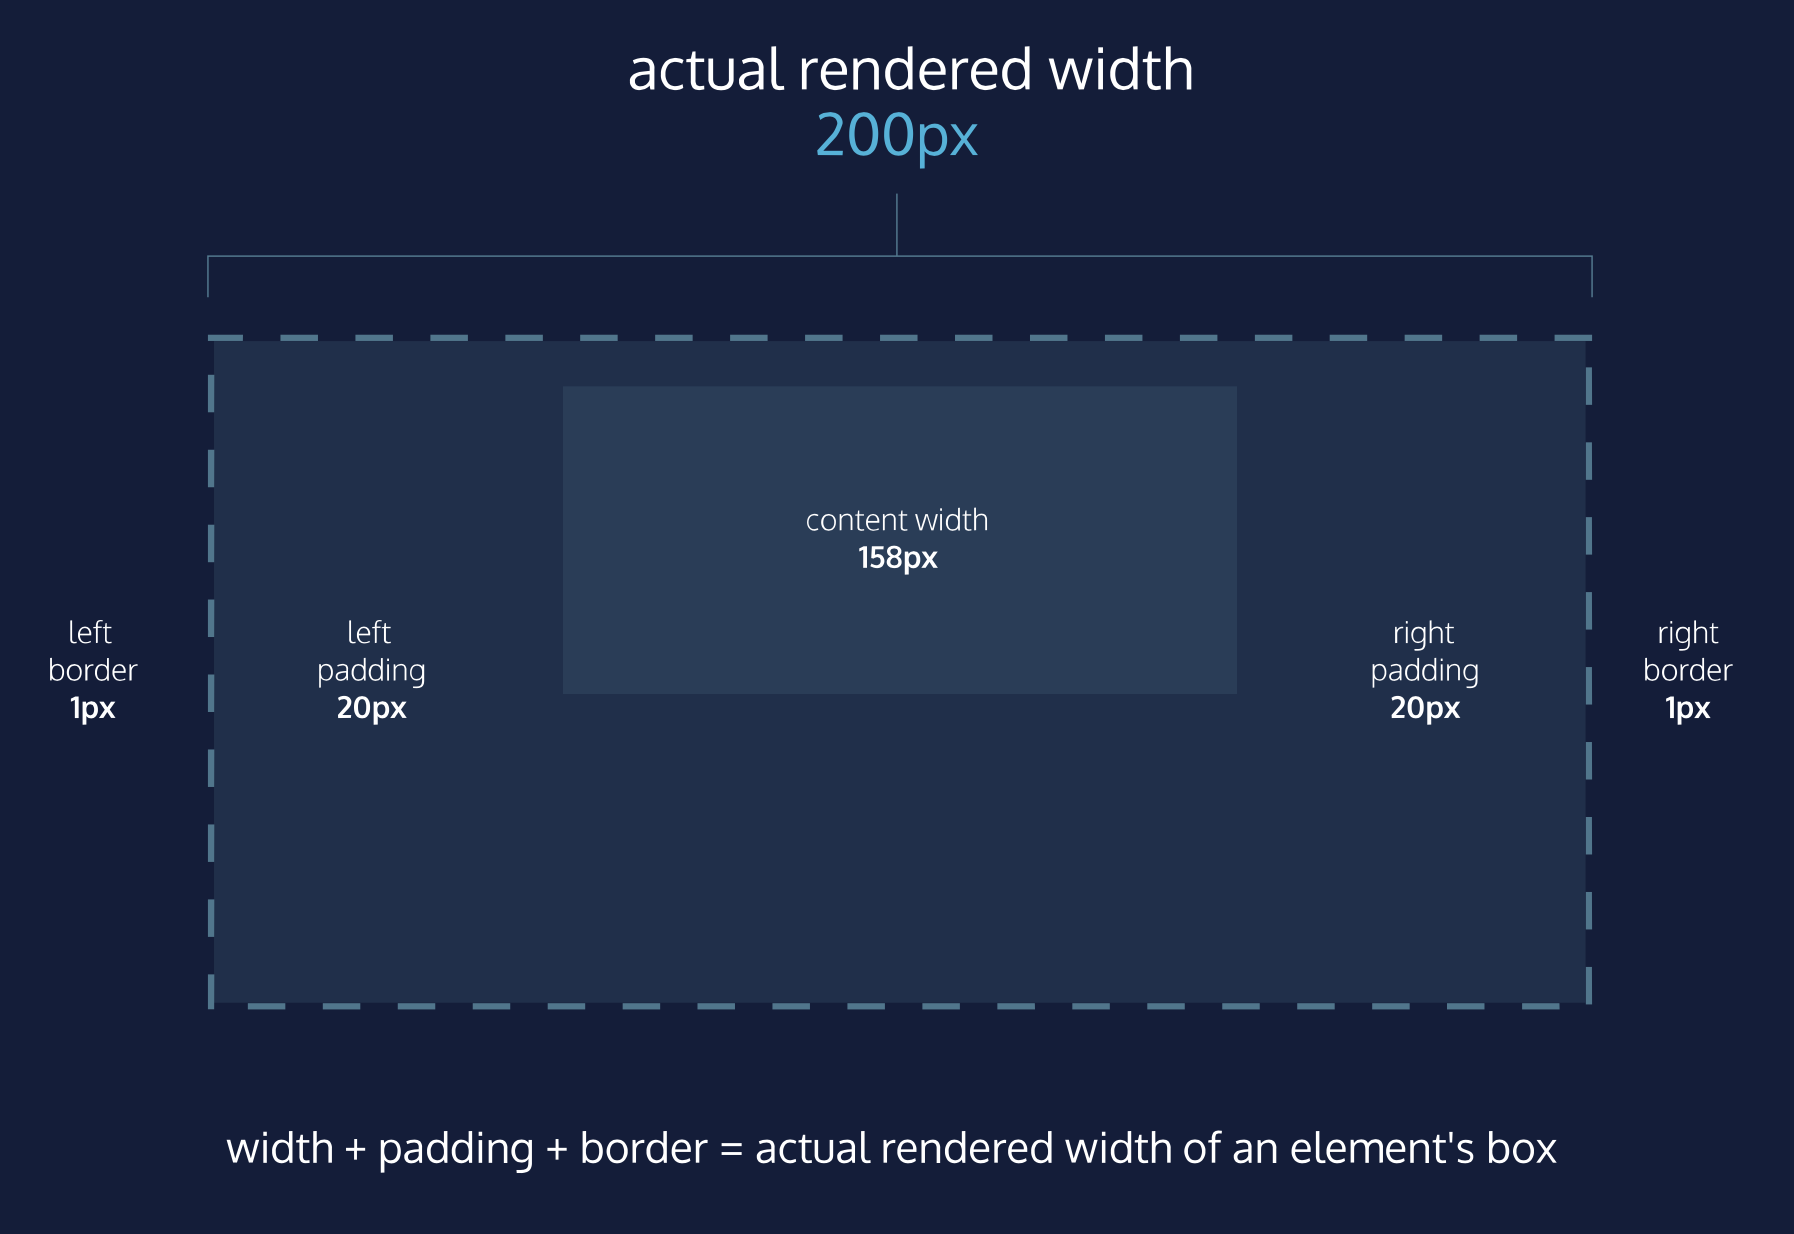 actual rendered width
200px
content width
158px
left
border
1px
left
padding
20px
right
padding
20px
right
border
1px
width + padding + border = actual rendered width of an element's box